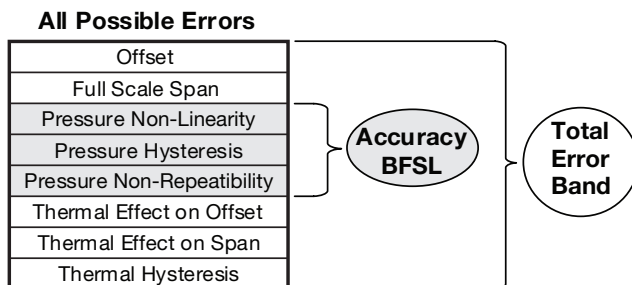 All Possible Errors
Offset
Full Scale Span
Pressure Non-Linearity
Pressure Hysteresis
Pressure Non-Repeatibility
Thermal Effect on Offset
Thermal Effect on Span
Thermal Hysteresis
Accuracy
BFSL
Total
Error
Band